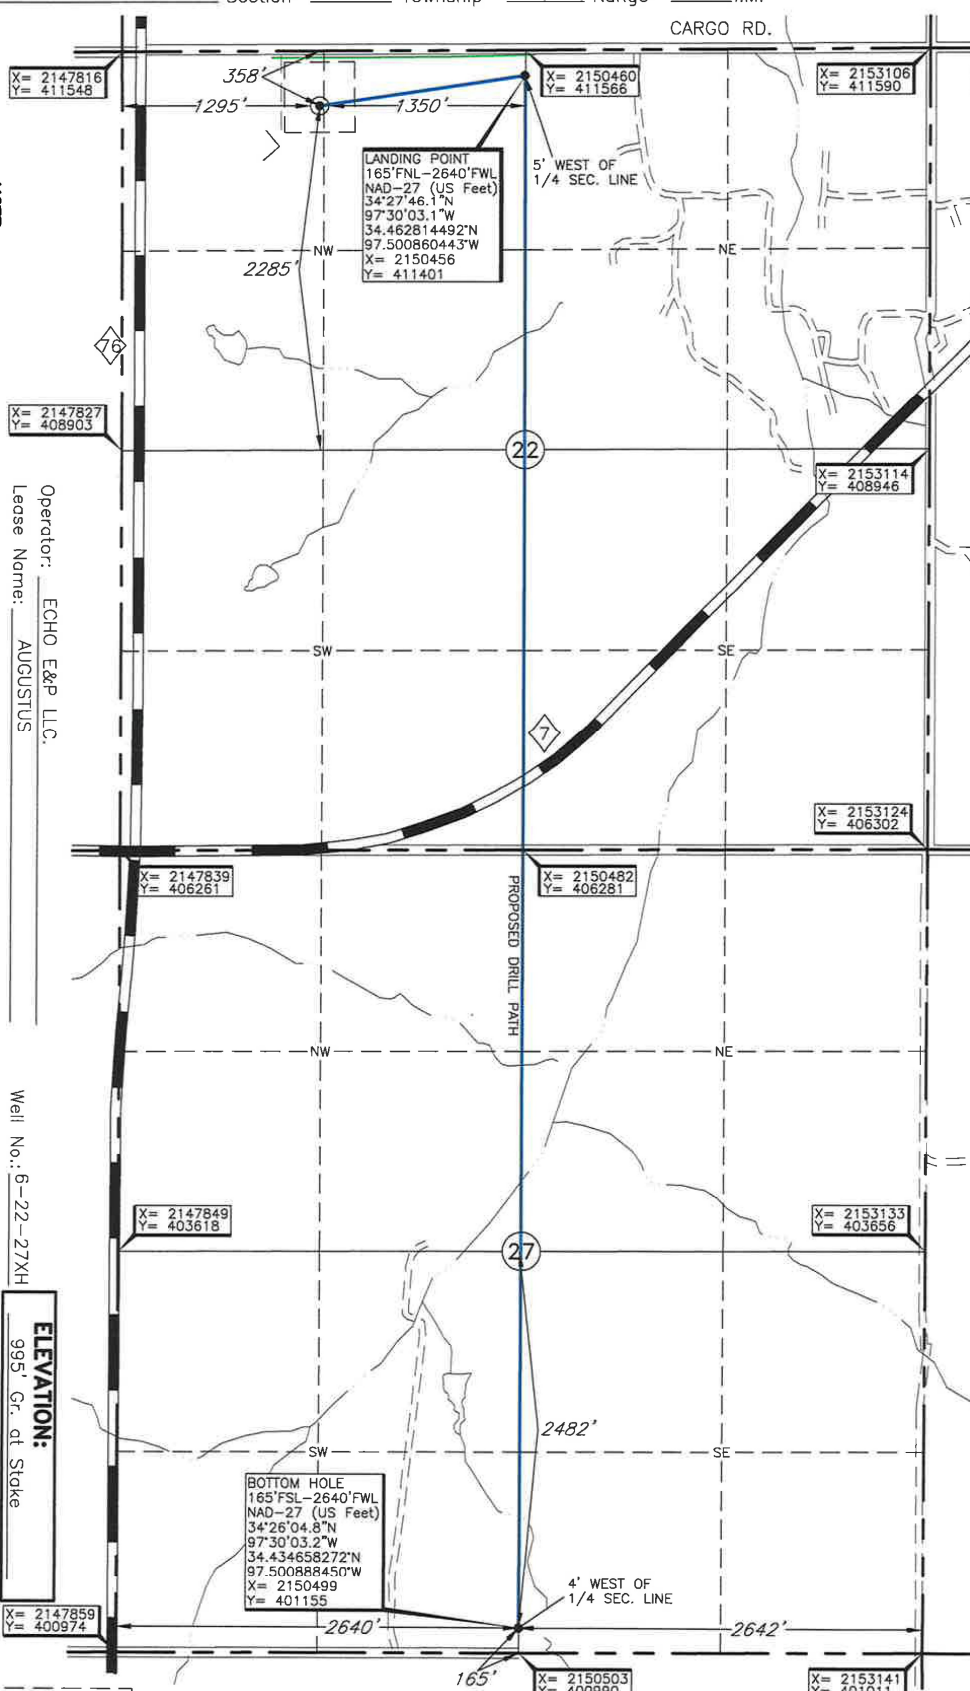 Section Township Range
CARGO RD.
X= 2147816
Y= 411548
358'
X= 2150460
Y= 411566
X= 2153106
Y= 411590
1295'
1350'
LANDING POINT
165'FNL-2640'FWL
NAD-27 (US Feet)
34°27'46.1"N
97°30'03.1"W
34.462814492°N
97.500860443°W
X= 2150456
Y= 411401
5' WEST OF
1/4 SEC. LINE
NW
NE
2285'
76
X= 2147827
Y= 408903
22
X= 2153114
Y= 408946
Operator: ECHO E&P LLC.
Lease Name: AUGUSTUS
SW
SE
7
X= 2153124
Y= 406302
X= 2147839
Y= 406261
X= 2150482
Y= 406281
PROPOSED DRILL PATH
NW
NE
Well No.: 6-22-27XH
X= 2147849
Y= 403618
X= 2153133
Y= 403656
27
ELEVATION:
995' Gr. at Stake
2482'
SW
SE
BOTTOM HOLE
165'FSL-2640'FWL
NAD-27 (US Feet)
34°26'04.8"N
97°30'03.2"W
34.434658272°N
97.500888450°W
X= 2150499
Y= 401155
4' WEST OF
1/4 SEC. LINE
X= 2147859
Y= 400974
2640'
2642'
165'
X= 2150503
X= 2153141